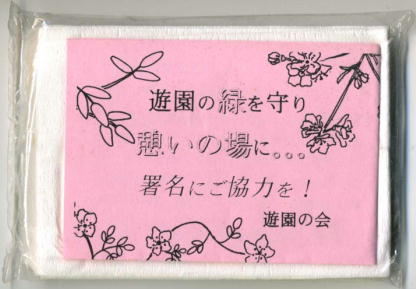 遊園の緑を守り
憩いの場に。。。
署名にご協力を！
遊園の会